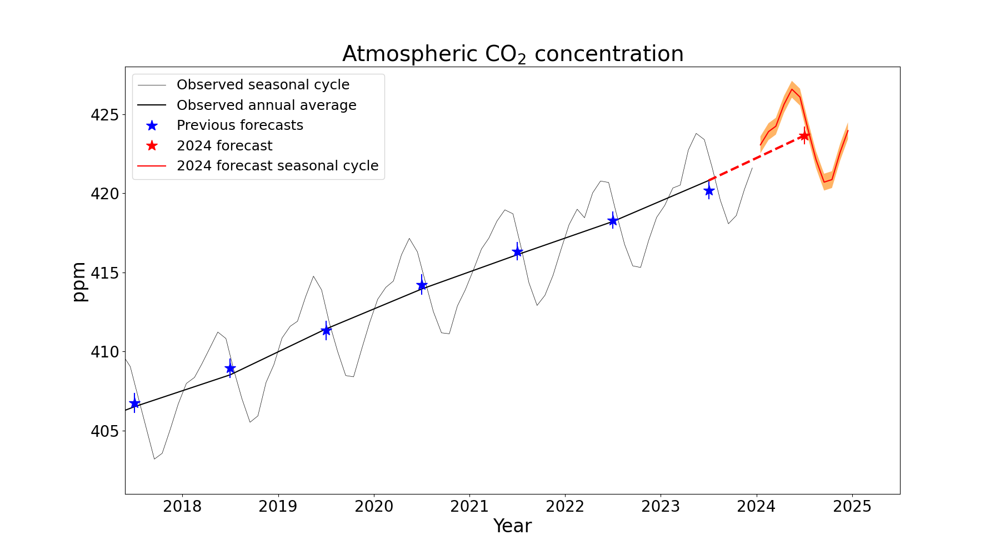 Atmospheric CO₂ concentration
Observed seasonal cycle
Observed annual average
Previous forecasts
2024 forecast
2024 forecast seasonal cycle
425
420
415
410
405
ppm
2018 2019 2020 2021 2022 2023 2024 2025
Year